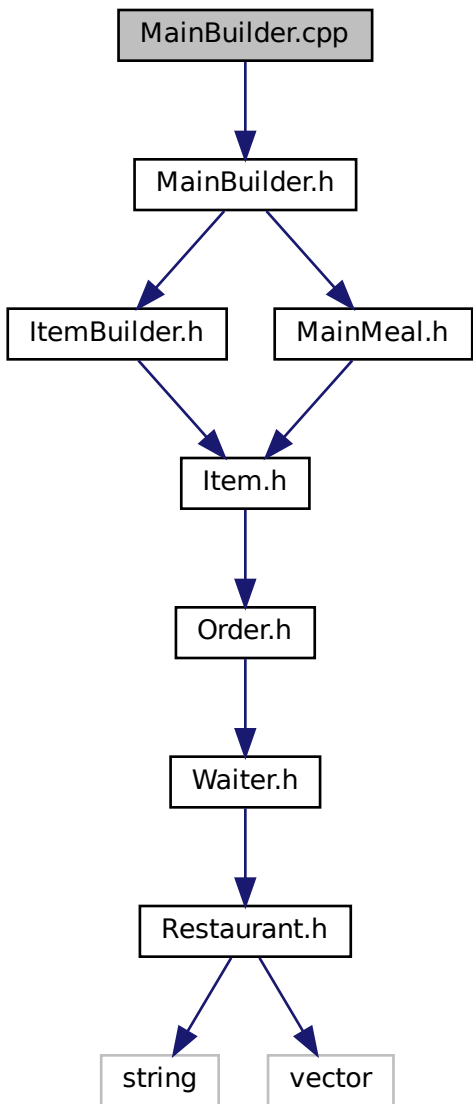 MainBuilder.cpp
MainBuilder.h
ItemBuilder.h
MainMeal.h
Item.h
Order.h
Waiter.h
Restaurant.h
string
vector